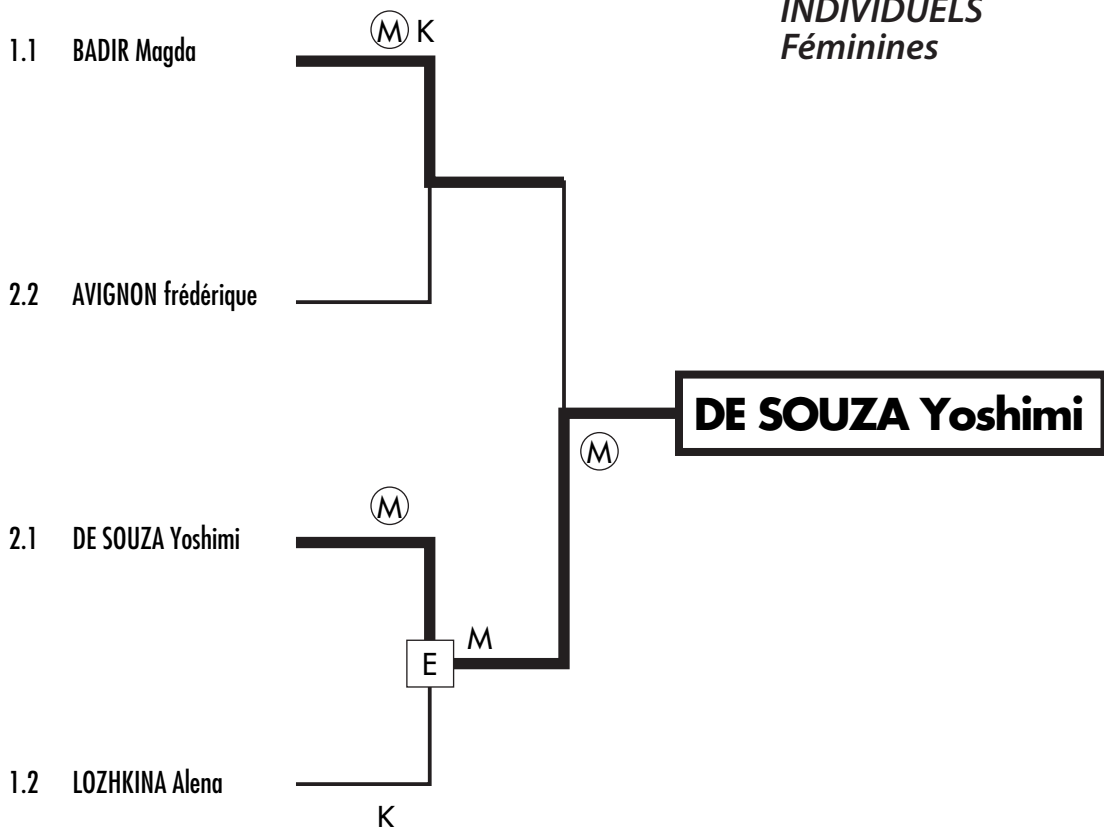 INDIVIDUELS
Féminines
M K
1.1 BADIR Magda
2.2 AVIGNON frédérique
DE SOUZA Yoshimi
M
M
2.1 DE SOUZA Yoshimi
M
E
1.2 LOZHKINA Alena
K